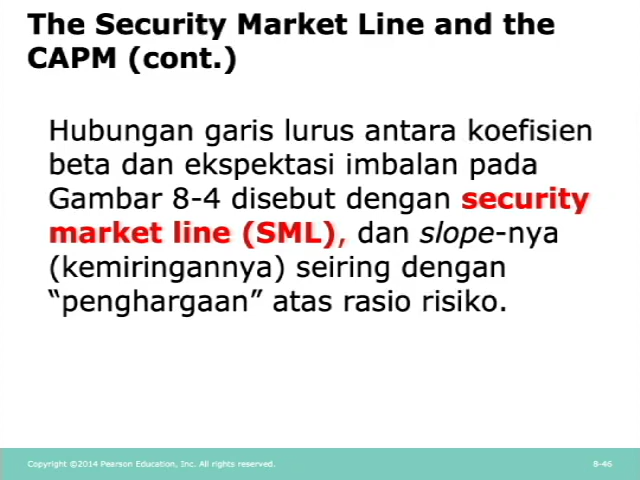 The Security Market Line and the
CAPM (cont.)
Hubungan garis lurus antara koefisien
beta dan ekspektasi imbalan pada
Gambar 8-4 disebut dengan security
market line (SML), dan slope-nya
(kemiringannya) seiring dengan
“penghargaan” atas rasio risiko.
Copyright ©2014 Pearson Education, Inc. All rights reserved.
8-46